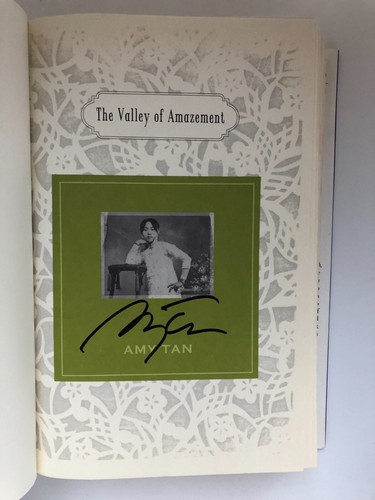 The Valley of Amazement
AMY TAN